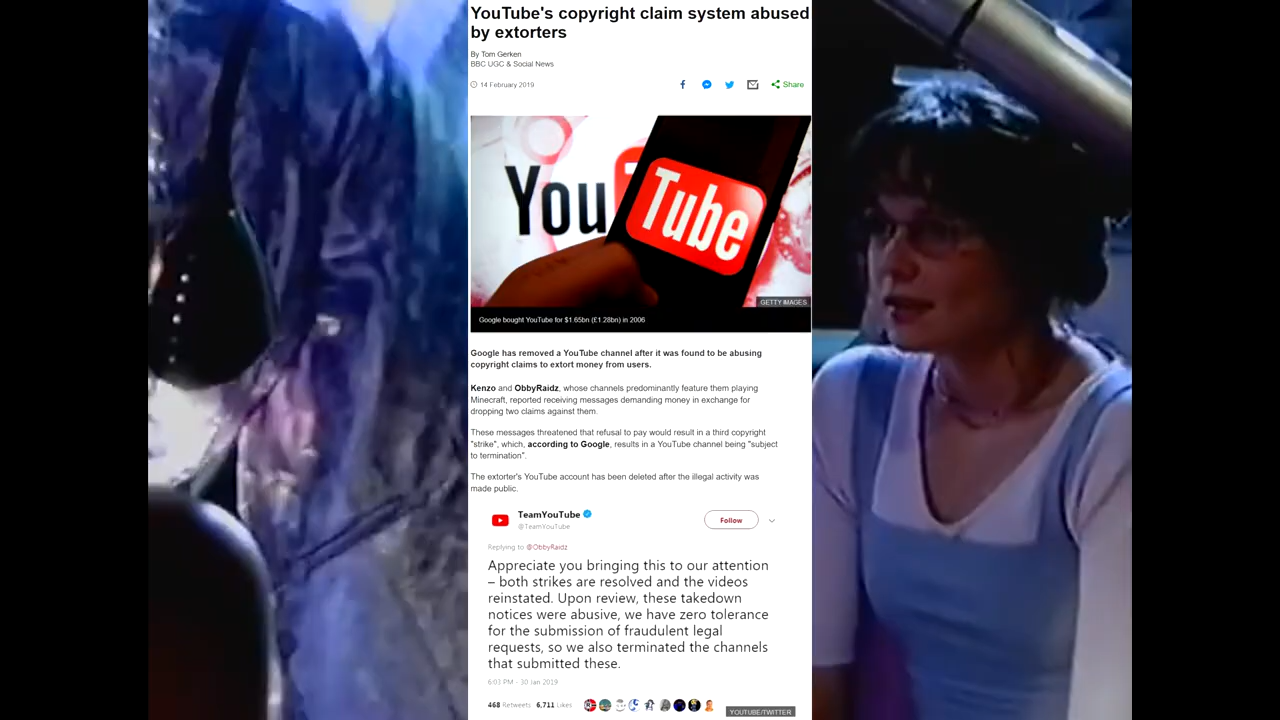 YouTube's copyright claim system abused
by extorters
By Tom Gerken
BBC UGC & Social News
14 February 2019
Share
YouTube
GETTY IMAGES
Google bought YouTube for $1.65bn (£1.28bn) in 2006
Google has removed a YouTube channel after it was found to be abusing
copyright claims to extort money from users.
Kenzo and ObbyRaidz, whose channels predominantly feature them playing
Minecraft, reported receiving messages demanding money in exchange for
dropping two claims against them.
These messages threatened that refusal to pay would result in a third copyright
"strike", which, according to Google, results in a YouTube channel being "subject
to termination".
The extorter's YouTube account has been deleted after the illegal activity was
made public.
TeamYouTube
@TeamYouTube
Follow
Replying to @ObbyRaidz
Appreciate you bringing this to our attention
– both strikes are resolved and the videos
reinstated. Upon review, these takedown
notices were abusive, we have zero tolerance
for the submission of fraudulent legal
requests, so we also terminated the channels
that submitted these.
6:03 PM - 30 Jan 2019
468 Retweets 6,711 Likes
YOUTUBE/TWITTER